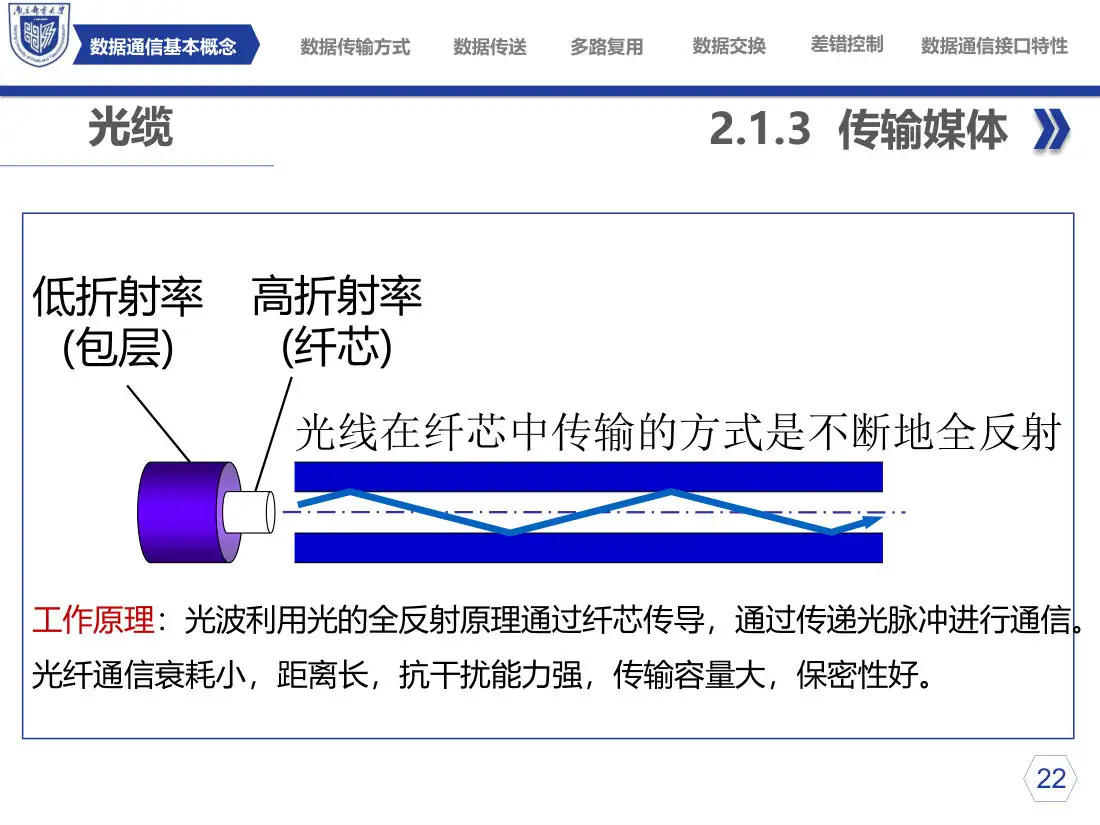 南京邮电大学
数据通信基本概念
数据传输方式
数据传送
多路复用
数据交换
差错控制
数据通信接口特性
光缆
2.1.3 传输媒体
低折射率
(包层)
高折射率
(纤芯)
光线在纤芯中传输的方式是不断地全反射
工作原理：光波利用光的全反射原理通过纤芯传导，通过传递光脉冲进行通信。
光纤通信衰耗小，距离长，抗干扰能力强，传输容量大，保密性好。
22